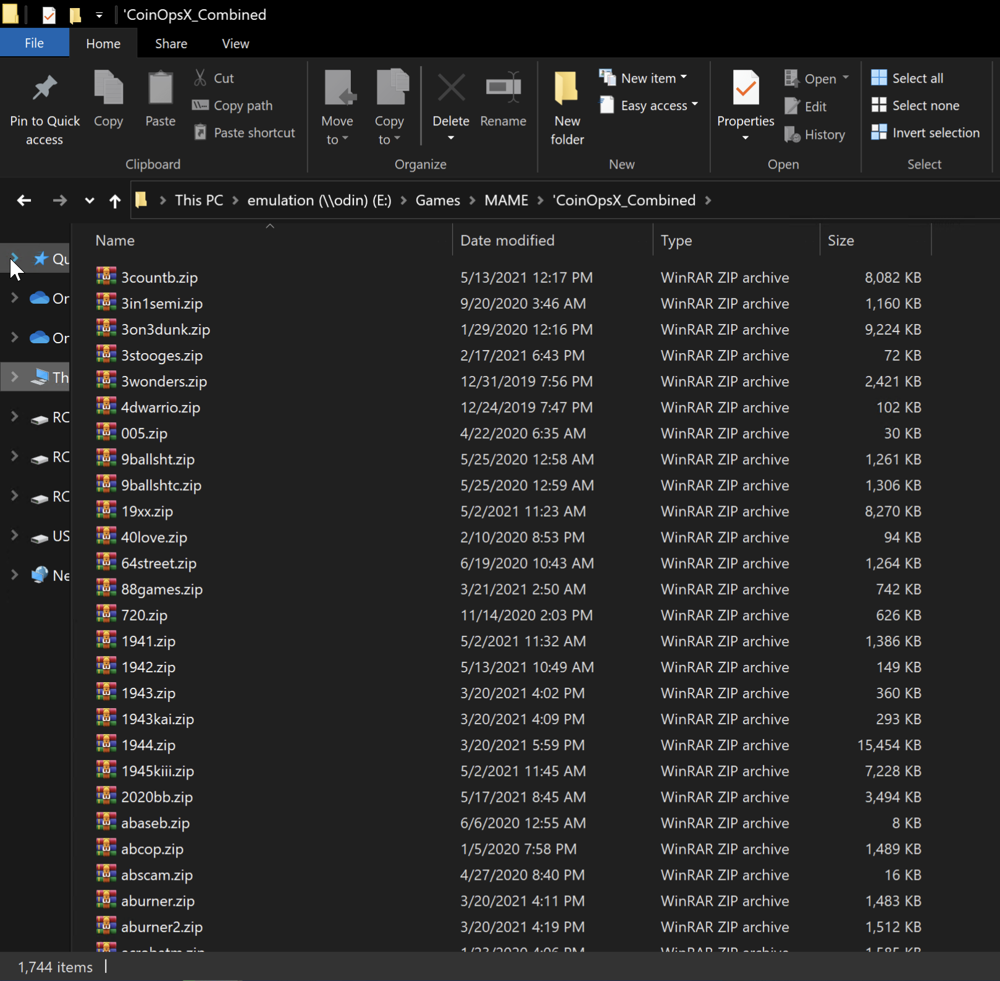 'CoinOpsX_Combined
File Home Share View
Pin to Quick access
Copy
Paste
Cut
Copy path
Paste shortcut
Clipboard
Move to
Copy to
Delete
Rename
Organize
New folder
New item
Easy access
New
Properties
Open
Edit
History
Open
Select all
Select none
Invert selection
Select
This PC > emulation (\\odin) (E:) > Games > MAME > 'CoinOpsX_Combined >
Qu
On
On
Th
RC
RC
RC
US
Ne
Name Date modified Type Size
3countb.zip 5/13/2021 12:17 PM WinRAR ZIP archive 8,082 KB
3in1semi.zip 9/20/2020 3:46 AM WinRAR ZIP archive 1,160 KB
3on3dunk.zip 1/29/2020 12:16 PM WinRAR ZIP archive 9,224 KB
3stooges.zip 2/17/2021 6:43 PM WinRAR ZIP archive 72 KB
3wonders.zip 12/31/2019 7:56 PM WinRAR ZIP archive 2,421 KB
4dwarrio.zip 12/24/2019 7:47 PM WinRAR ZIP archive 102 KB
005.zip 4/22/2020 6:35 AM WinRAR ZIP archive 30 KB
9ballsht.zip 5/25/2020 12:58 AM WinRAR ZIP archive 1,261 KB
9ballshtc.zip 5/25/2020 12:59 AM WinRAR ZIP archive 1,306 KB
19xx.zip 5/2/2021 11:23 AM WinRAR ZIP archive 8,270 KB
40love.zip 2/10/2020 8:53 PM WinRAR ZIP archive 94 KB
64street.zip 6/19/2020 10:43 AM WinRAR ZIP archive 1,264 KB
88games.zip 3/21/2021 2:50 AM WinRAR ZIP archive 742 KB
720.zip 11/14/2020 2:03 PM WinRAR ZIP archive 626 KB
1941.zip 5/2/2021 11:32 AM WinRAR ZIP archive 1,386 KB
1942.zip 5/13/2021 10:49 AM WinRAR ZIP archive 149 KB
1943.zip 3/20/2021 4:02 PM WinRAR ZIP archive 360 KB
1943kai.zip 3/20/2021 4:09 PM WinRAR ZIP archive 293 KB
1944.zip 3/20/2021 5:59 PM WinRAR ZIP archive 15,454 KB
1945kiii.zip 5/2/2021 11:45 AM WinRAR ZIP archive 7,228 KB
2020bb.zip 5/17/2021 8:45 AM WinRAR ZIP archive 3,494 KB
abaseb.zip 6/6/2020 12:55 AM WinRAR ZIP archive 8 KB
abcop.zip 1/5/2020 7:58 PM WinRAR ZIP archive 1,489 KB
abscam.zip 4/27/2020 8:40 PM WinRAR ZIP archive 16 KB
aburner.zip 3/20/2021 4:11 PM WinRAR ZIP archive 1,483 KB
aburner2.zip 3/20/2021 4:19 PM WinRAR ZIP archive 1,512 KB
1,744 items